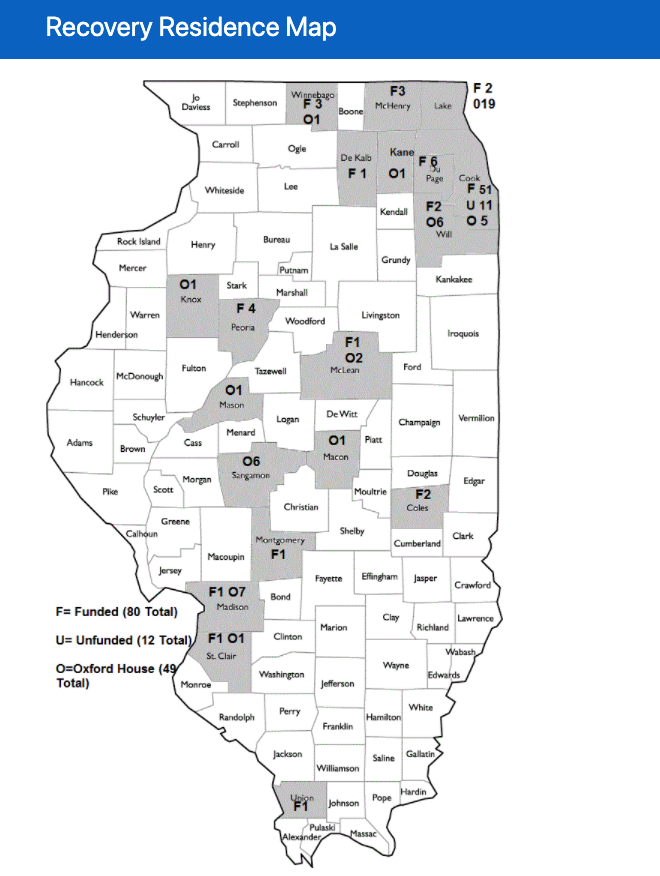 Recovery Residence Map
Jo
Daviess
Stephenson
Winnebago
F 3
O1
Boone
F3
McHenry
Lake
F 2
019
Carroll
Ogle
De Kalb
F 1
Kane
O1
F 6
Du
Page
Cook
F 51
U 11
O 5
Whiteside
Lee
Kendall
F2
O6
Will
Rock Island
Henry
Bureau
La Salle
Grundy
Mercer
Putnam
Kankakee
O1
Knox
Stark
Marshall
Warren
Henderson
F 4
Peoria
Woodford
Livingston
Iroquois
F1
O2
McLean
Ford
Hancock
McDonough
Fulton
Tazewell
O1
Mason
Schuyler
Logan
De Witt
Champaign
Vermilion
Adams
Brown
Cass
Menard
O1
Macon
Piatt
O6
Sangamon
Douglas
Edgar
Pike
Scott
Morgan
Moultrie
F2
Coles
Christian
Greene
Calhoun
Macoupin
Montgomery
F1
Shelby
Cumberland
Clark
Jersey
Fayette
Effingham
Jasper
Crawford
F1 O7
Madison
Bond
F= Funded (80 Total)
Clay
Richland
Lawrence
Marion
U= Unfunded (12 Total)
F1 O1
St. Clair
Clinton
Wabash
O=Oxford House (49
Total)
Wayne
Edwards
Monroe
Washington
Jefferson
Randolph
Perry
Franklin
Hamilton
White
Jackson
Williamson
Saline
Gallatin
Union
F1
Johnson
Pope
Hardin
Alexander
Pulaski
Massac